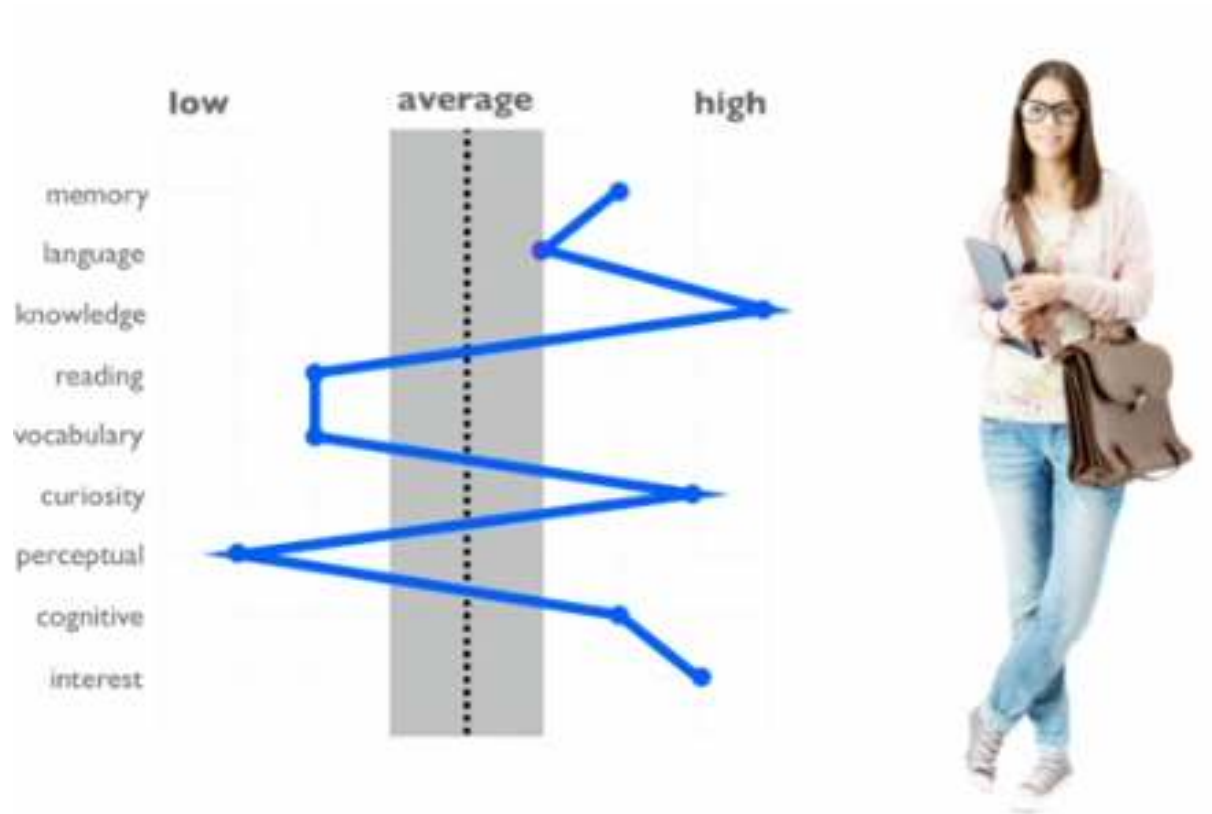 low average high
memory
language
knowledge
reading
vocabulary
curiosity
perceptual
cognitive
interest